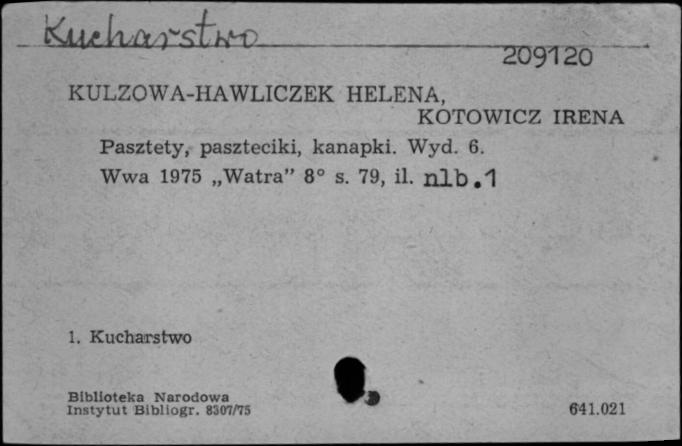 Kucharstwo
209120
KULZOWA-HAWLICZEK HELENA,
KOTOWICZ IRENA
Pasztety, paszteciki, kanapki. Wyd. 6.
Wwa 1975 „Watra” 8° s. 79, il. nlb.1
1. Kucharstwo
Biblioteka Narodowa
Instytut Bibliogr. 8307/75
641.021